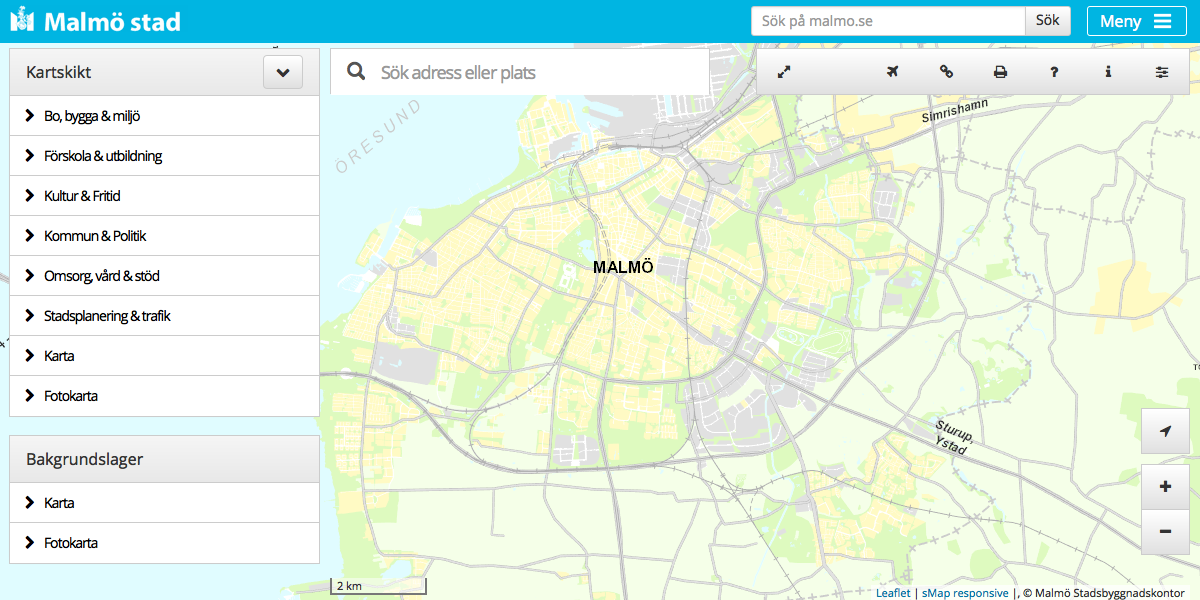 Malmö stad
Sök på malmo.se
Sök
Meny
Kartskikt
Bo, bygga & miljö
Förskola & utbildning
Kultur & Fritid
Kommun & Politik
Omsorg, vård & stöd
Stadsplanering & trafik
Karta
Fotokarta
Bakgrundslager
Karta
Fotokarta
Sök adress eller plats
?
i
ÖRESUND
Simrishamn
MALMÖ
Sturup,
Ystad
+
−
2 km
Leaflet | sMap responsive |, © Malmö Stadsbyggnadskontor